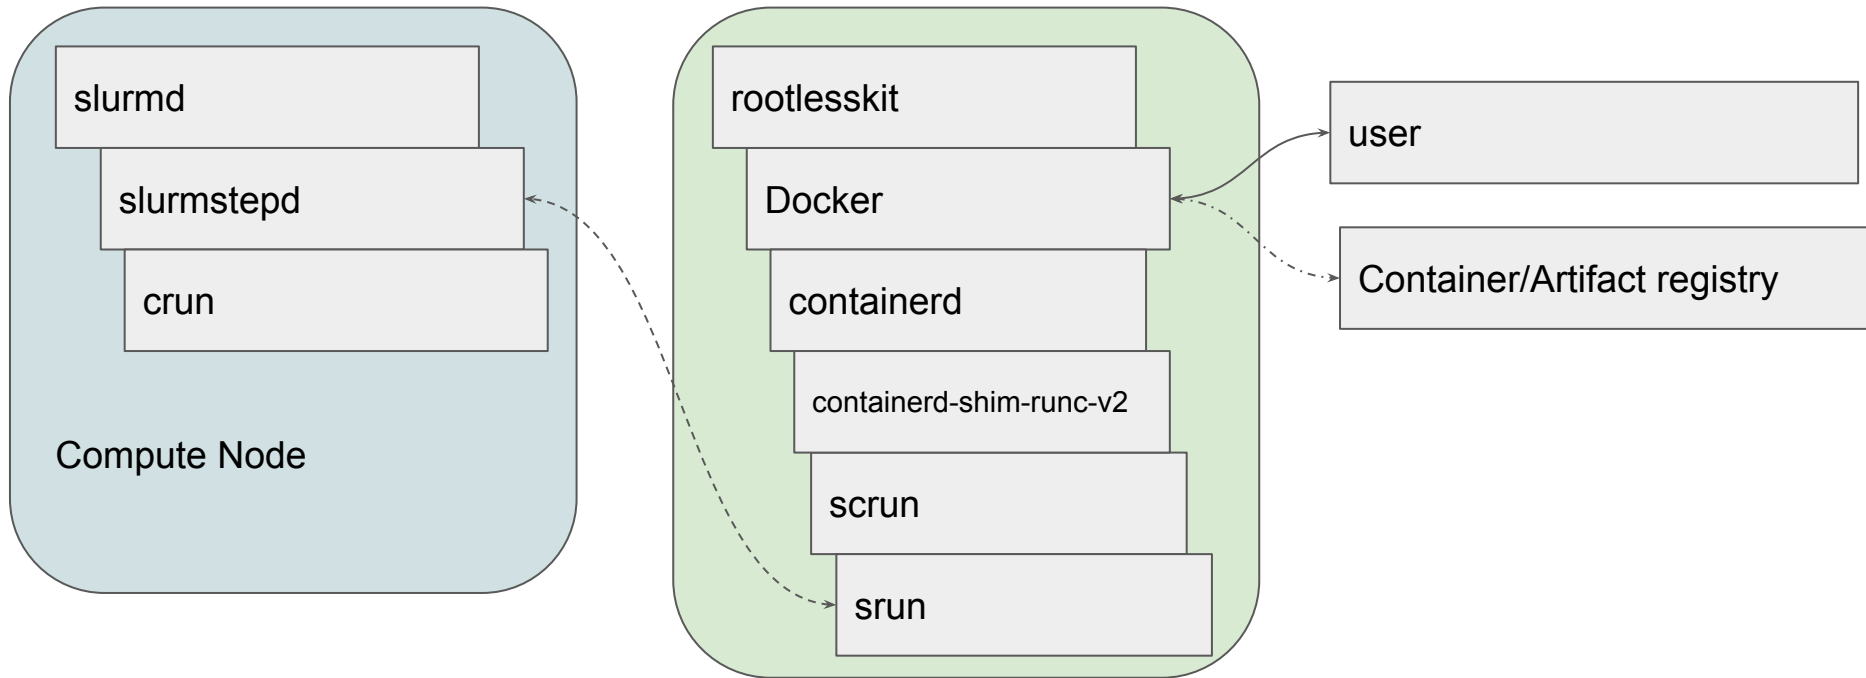 slurmd
slurmstepd
crun
Compute Node
rootlesskit
Docker
containerd
containerd-shim-runc-v2
scrun
srun
user
Container/Artifact registry